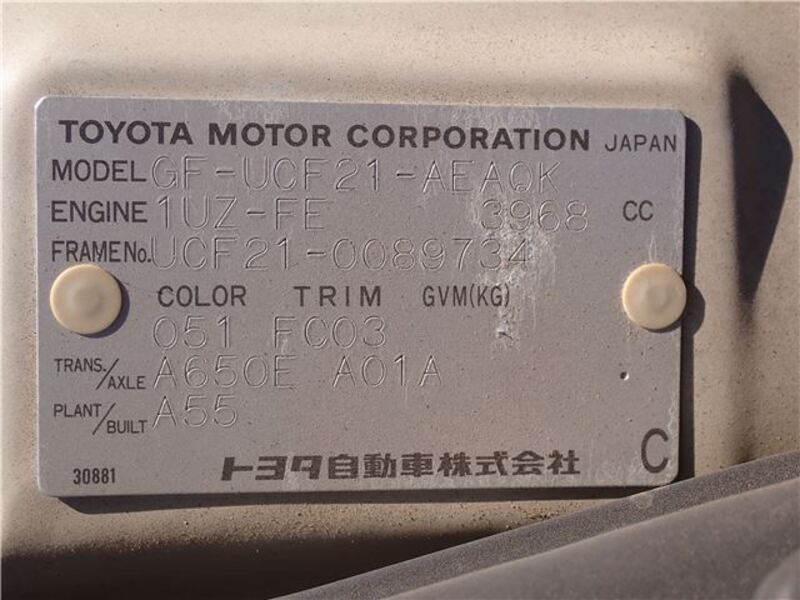 TOYOTA MOTOR CORPORATION JAPAN
MODEL GF-UCF21-AEAQK
ENGINE 1UZ-FE 3968 CC
FRAME No. UCF21-0089734
COLOR TRIM GVM(KG)
051 FC03
TRANS./AXLE A650E A01A
PLANT/BUILT A55
30881 トヨタ自動車株式会社 C